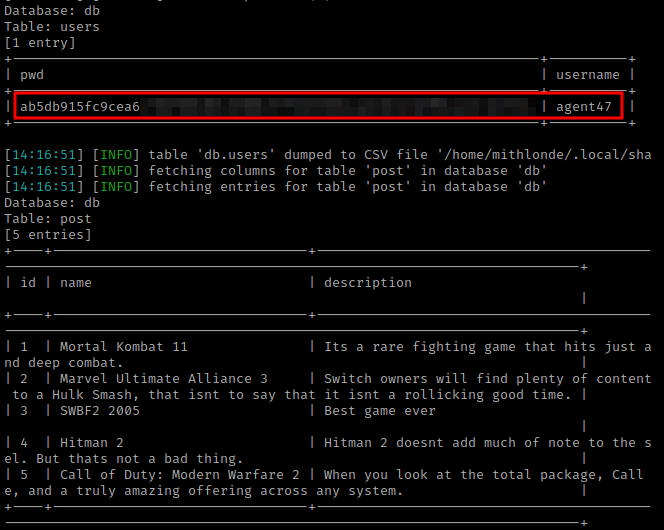 Database: db
Table: users
[1 entry]
| pwd | username |
| ab5db915fc9cea6 | agent47 |
[14:16:51] [INFO] table 'db.users' dumped to CSV file '/home/mithlonde/.local/sha
[14:16:51] [INFO] fetching columns for table 'post' in database 'db'
[14:16:51] [INFO] fetching entries for table 'post' in database 'db'
Database: db
Table: post
[5 entries]
| id | name | description
|
| 1 | Mortal Kombat 11 | Its a rare fighting game that hits just a
nd deep combat. |
| 2 | Marvel Ultimate Alliance 3 | Switch owners will find plenty of content
to a Hulk Smash, that isnt to say that it isnt a rollicking good time. |
| 3 | SWBF2 2005 | Best game ever
|
| 4 | Hitman 2 | Hitman 2 doesnt add much of note to the s
el. But thats not a bad thing. |
| 5 | Call of Duty: Modern Warfare 2 | When you look at the total package, Call
e, and a truly amazing offering across any system. |